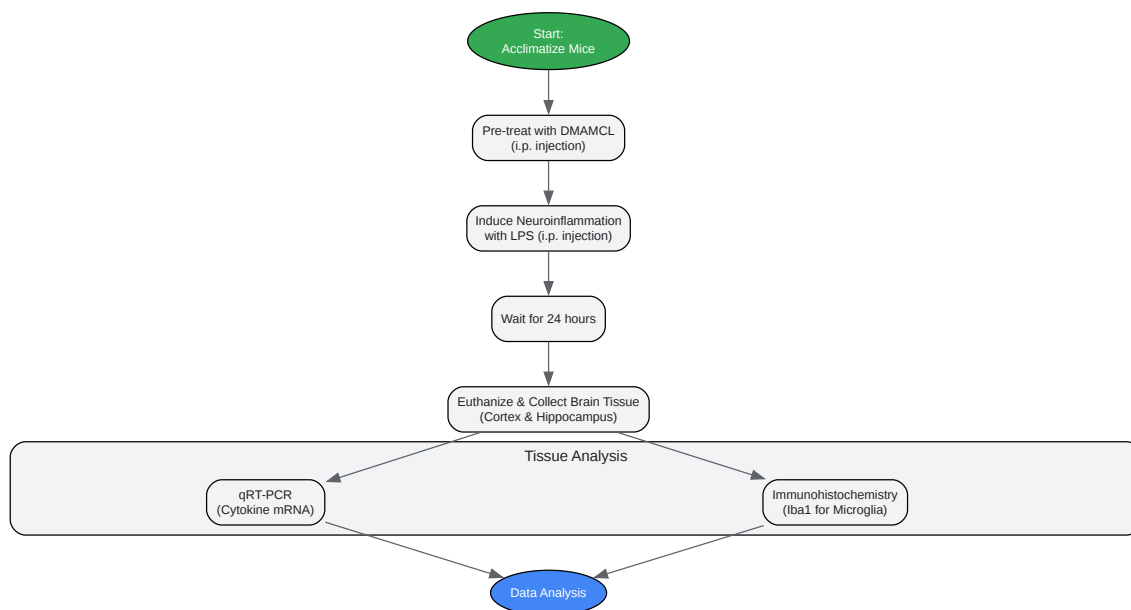 Start:
Acclimatize Mice
Pre-treat with DMAMCL
(i.p. injection)
Induce Neuroinflammation
with LPS (i.p. injection)
Wait for 24 hours
Euthanize & Collect Brain Tissue
(Cortex & Hippocampus)
Tissue Analysis
qRT-PCR
(Cytokine mRNA)
Immunohistochemistry
(Iba1 for Microglia)
Data Analysis